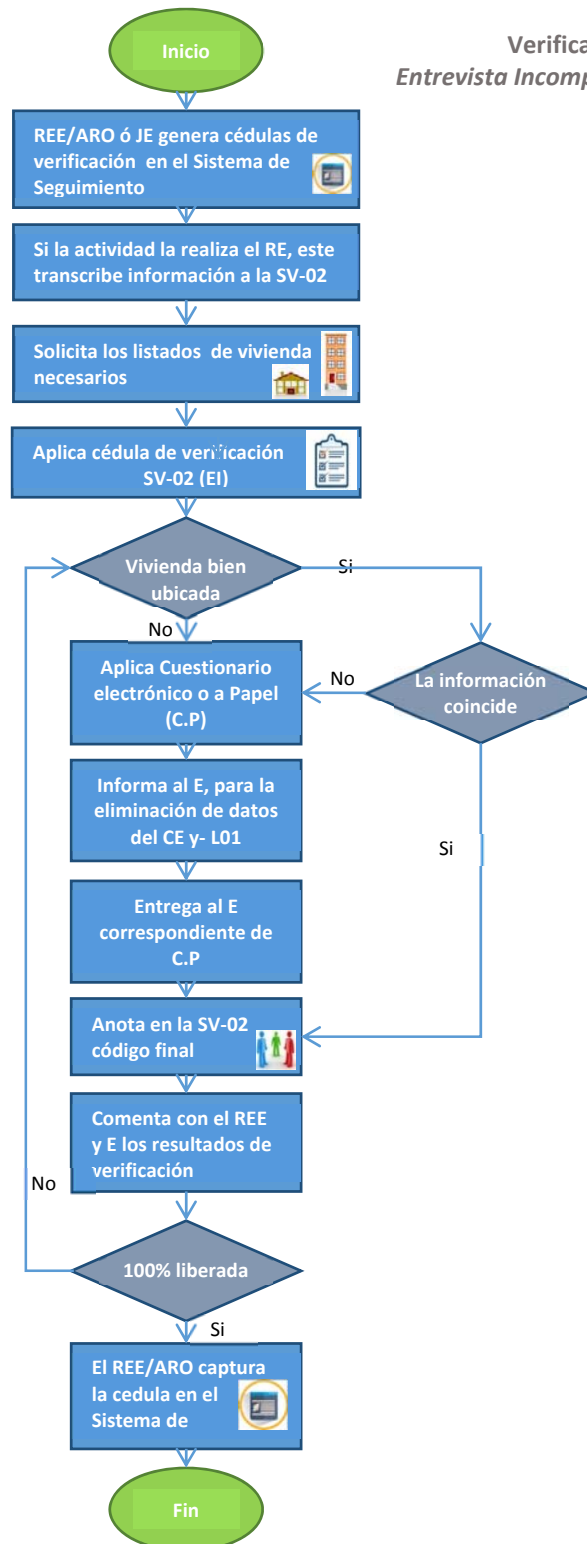 Inicio
Verifica
Entrevista Incomp
REE/ARO ó JE genera cédulas de
verificación en el Sistema de
Seguimiento
Si la actividad la realiza el RE, este
transcribe información a la SV-02
Solicita los listados de vivienda
necesarios
Aplica cédula de verificación
SV-02 (EI)
Vivienda bien
ubicada
Si
No
Aplica Cuestionario
electrónico o a Papel
(C.P)
No
La información
coincide
Informa al E, para la
eliminación de datos
del CE y- L01
Si
Entrega al E
correspondiente de
C.P
Anota en la SV-02
código final
Comenta con el REE
y E los resultados de
verificación
No
100% liberada
Si
El REE/ARO captura
la cedula en el
Sistema de
Fin